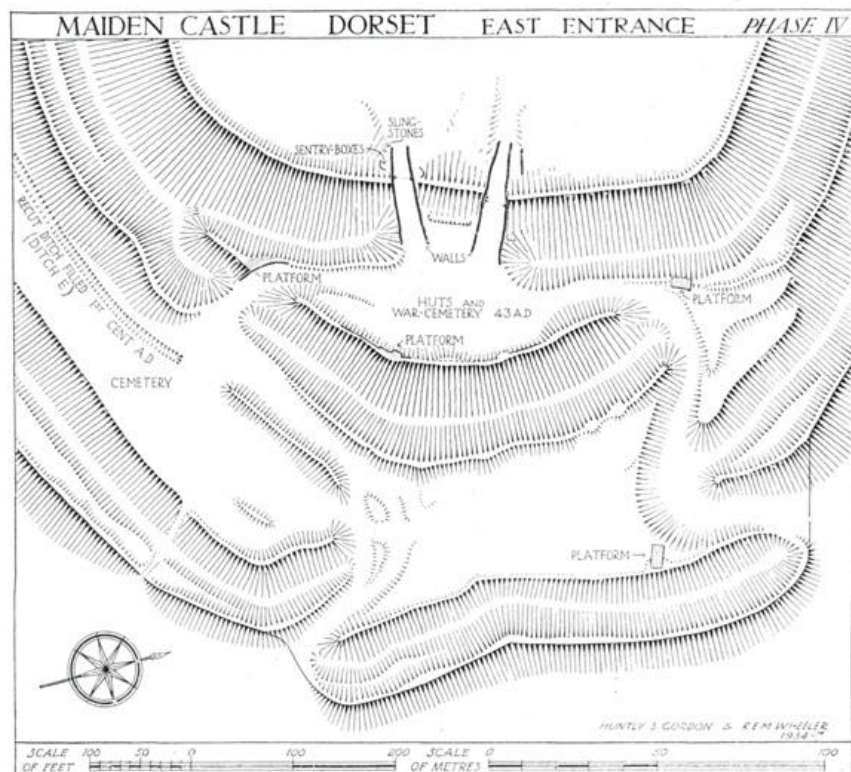 MAIDEN CASTLE DORSET EAST ENTRANCE PHASE IV
SLING-
STONES
SENTRY-BOXES
RECUT DITCH FILLED 1ST CENT. A.D.
(DITCH E)
WALLS
PLATFORM
HUTS AND
WAR-CEMETERY 43 A.D
PLATFORM
PLATFORM
CEMETERY
PLATFORM
HUNTLY S. GORDON & R.E.M. WHEELER
1934
SCALE 100 50 0 100 200 SCALE 0 50 100
OF FEET OF METRES